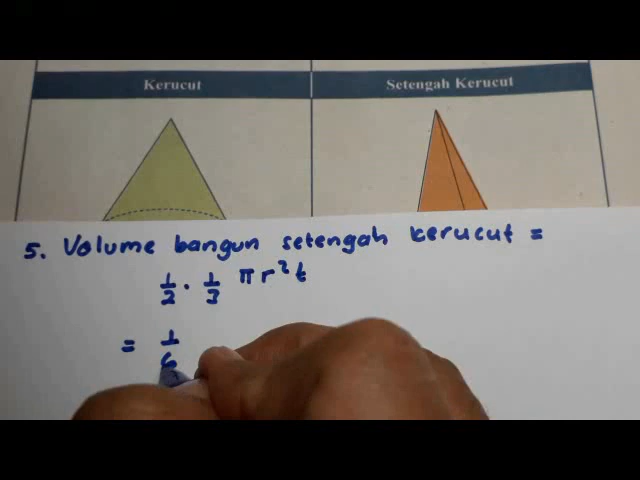 Kerucut
Setengah Kerucut
5. Volume bangun setengah kerucut =
1/2 · 1/3 πr²t
= 1/6